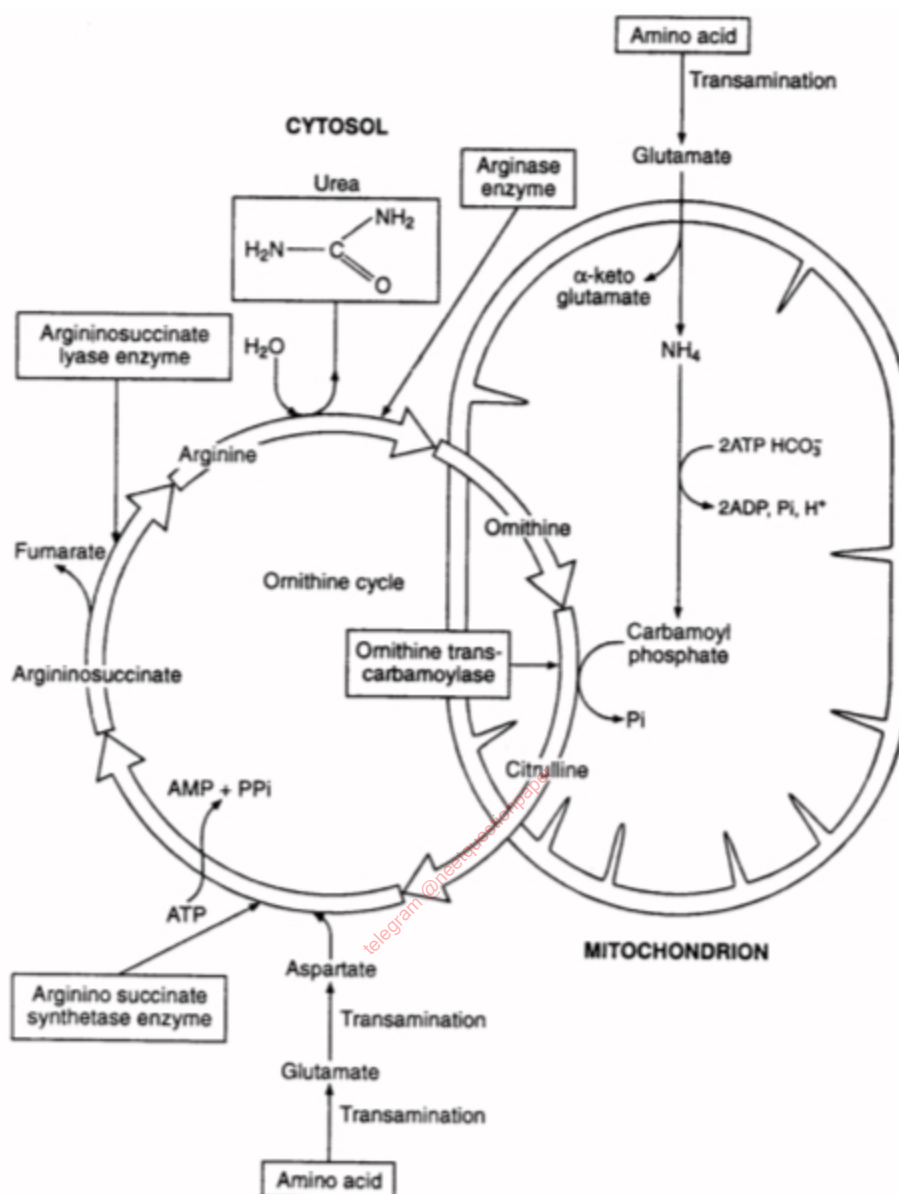 Amino acid
Transamination
CYTOSOL
Glutamate
Arginase
enzyme
Urea
NH₂
H₂N
C
O
α-keto
glutamate
Argininosuccinate
lyase enzyme
H₂O
NH₄
Arginine
2ATP HCO₃⁻
2ADP, Pi, H⁺
Ornithine
Fumarate
Ornithine cycle
Carbamoyl
phosphate
Ornithine trans-
carbamoylase
Argininosuccinate
Pi
Citrulline
AMP + PPi
telegram @neetquestionpaper
ATP
MITOCHONDRION
Aspartate
Arginino succinate
synthetase enzyme
Transamination
Glutamate
Transamination
Amino acid